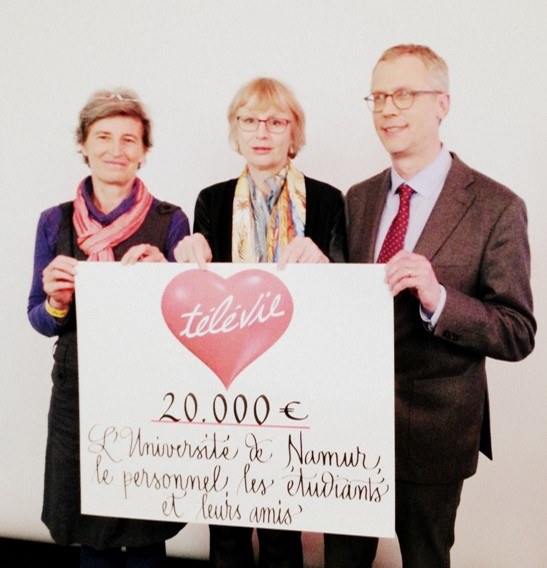 télévie
20.000 €
L'Université de Namur,
le personnel, les étudiants
et leurs amis